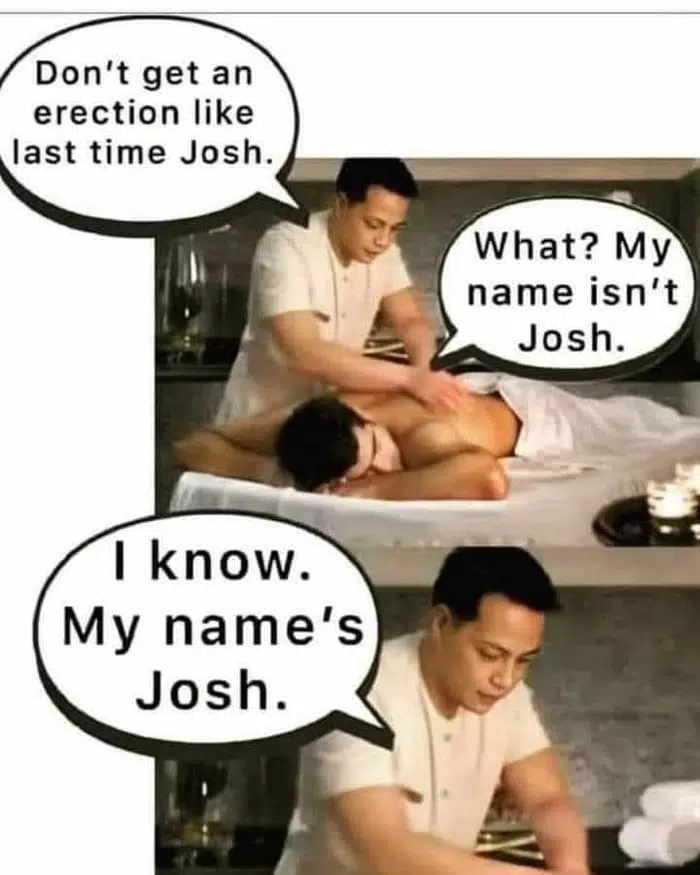 Don't get an
erection like
last time Josh.
What? My
name isn't
Josh.
I know.
My name's
Josh.